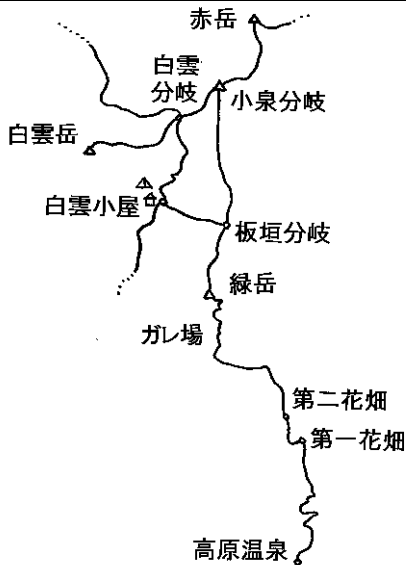 赤岳
白雲
分岐
小泉分岐
白雲岳
白雲小屋
板垣分岐
緑岳
ガレ場
第二花畑
第一花畑
高原温泉